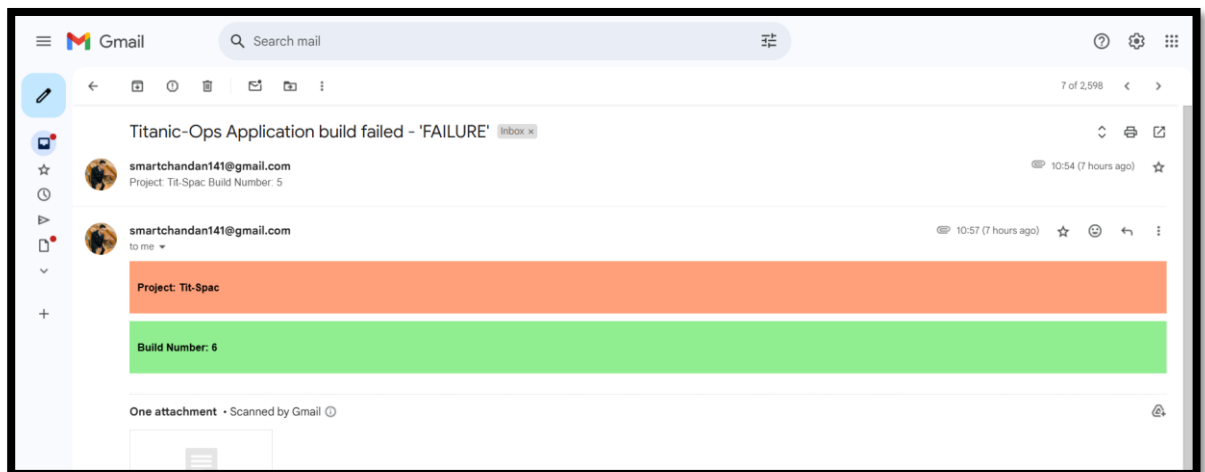 Gmail
Search mail
7 of 2,598
Titanic-Ops Application build failed - 'FAILURE' Inbox x
smartchandan141@gmail.com 10:54 (7 hours ago)
Project: Tit-Spac Build Number: 5
smartchandan141@gmail.com 10:57 (7 hours ago)
to me
Project: Tit-Spac
Build Number: 6
One attachment • Scanned by Gmail